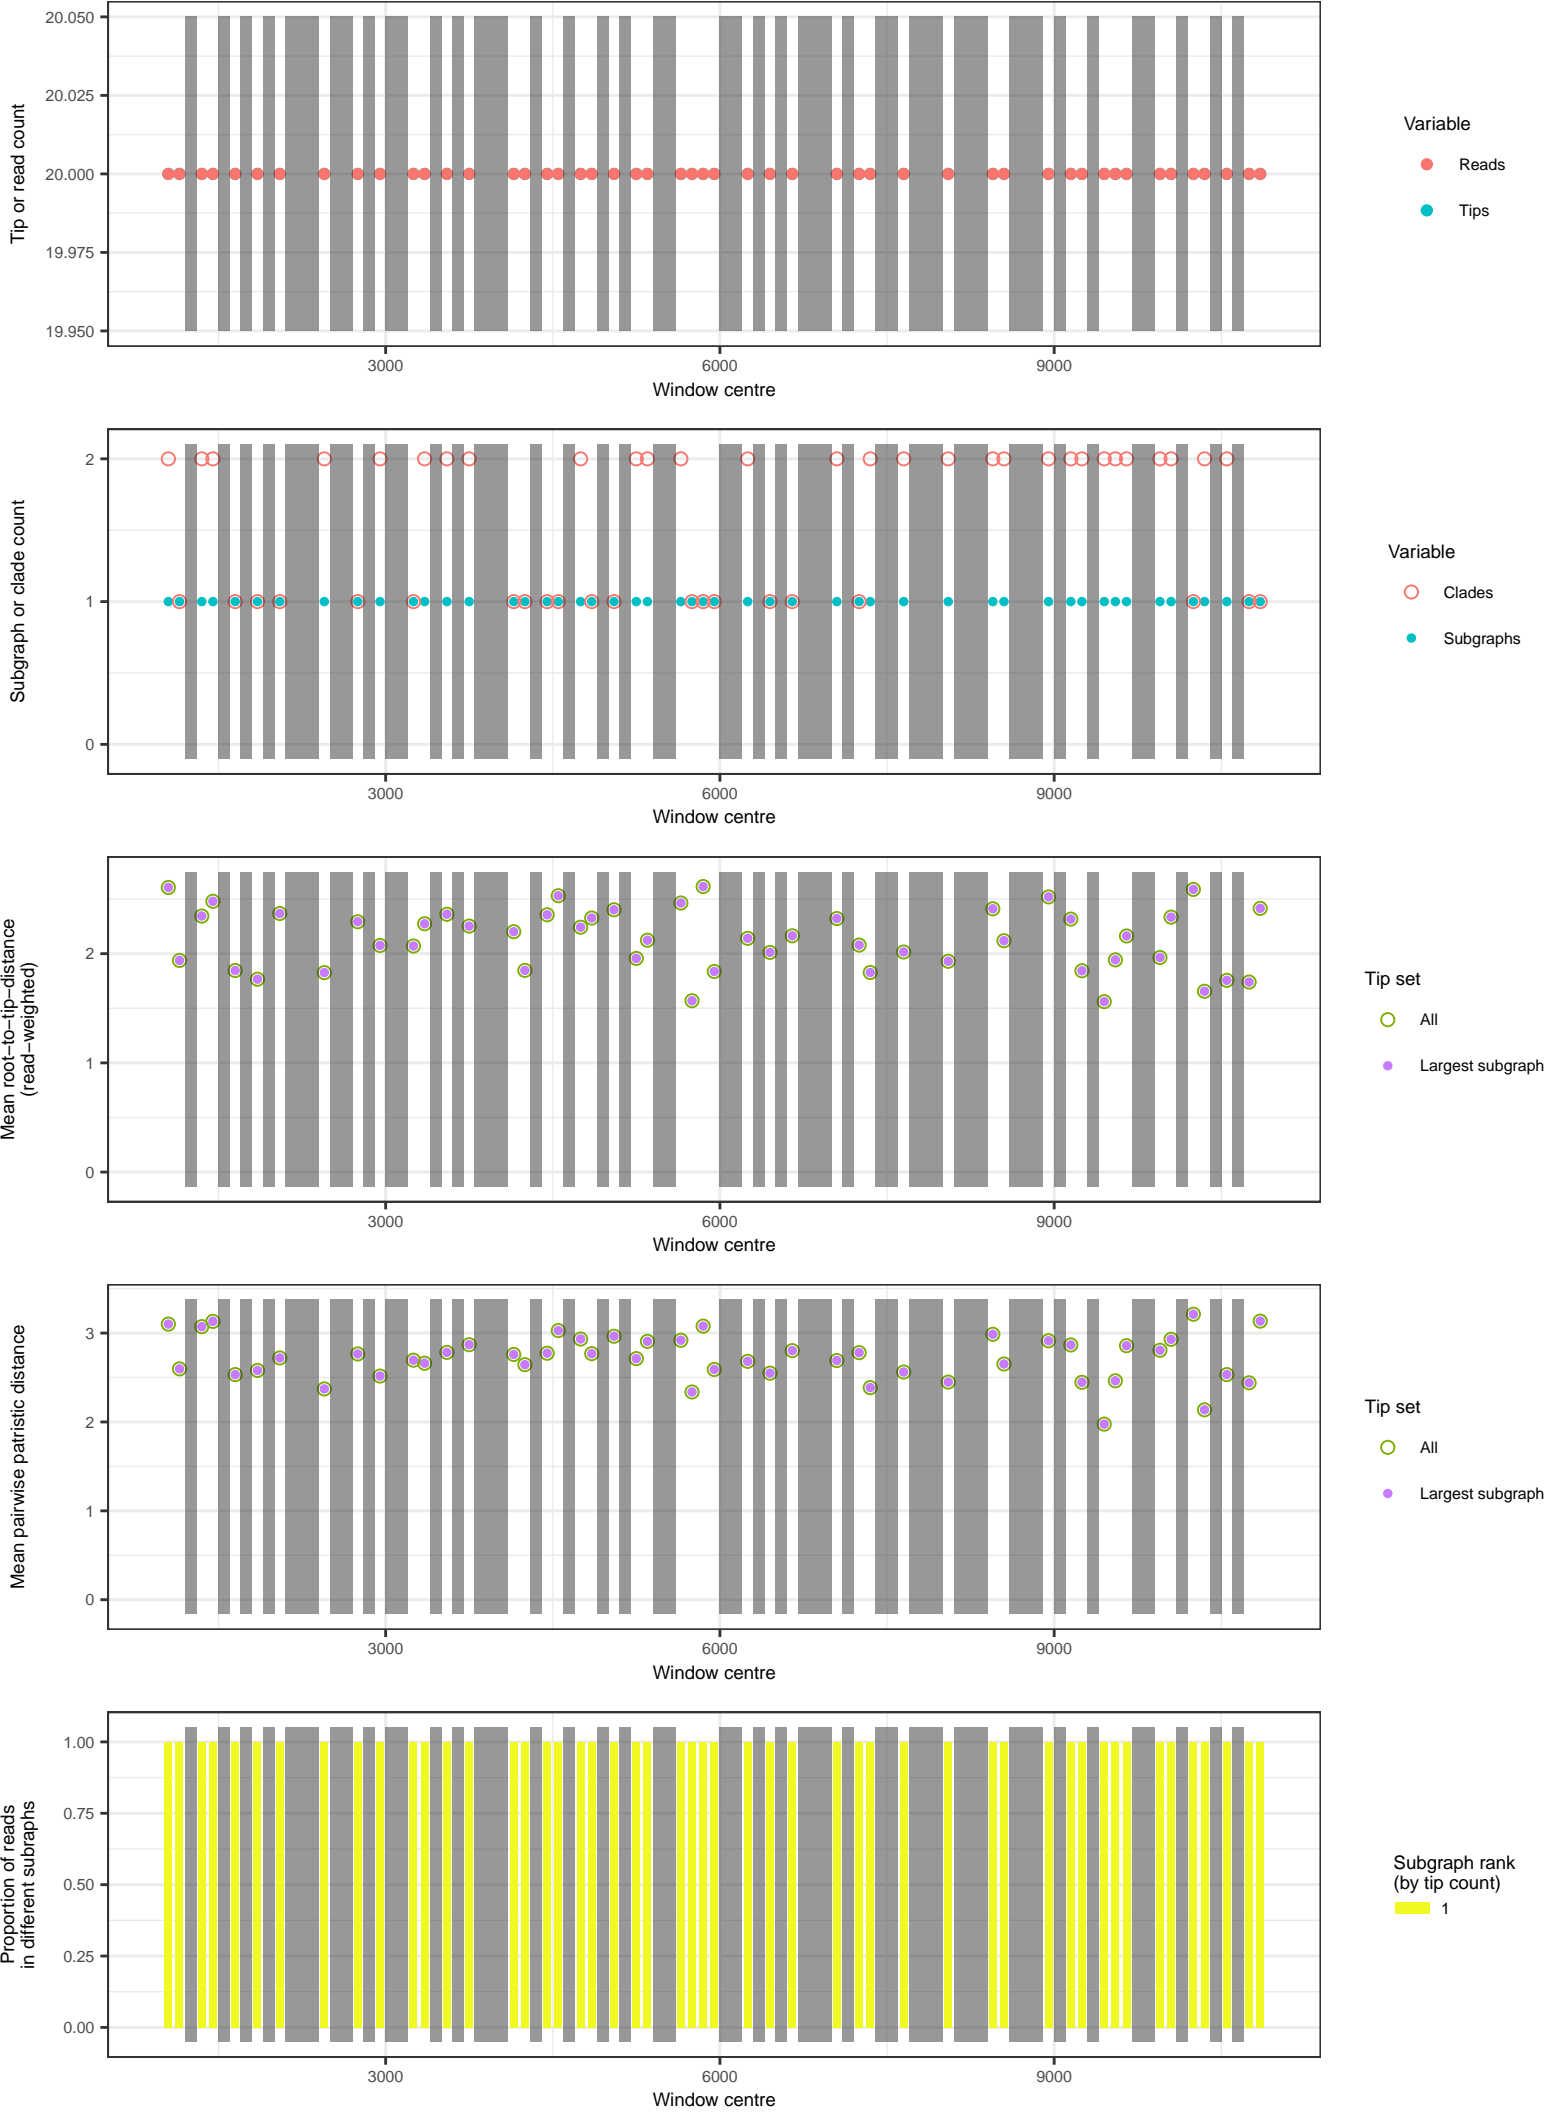 20.050
20.025
20.000
19.975
19.950
Tip or read count
3000
6000
9000
Window centre
Variable
Reads
Tips
2
1
0
Subgraph or clade count
3000
6000
9000
Window centre
Variable
Clades
Subgraphs
2
1
0
Mean root−to−tip−distance
(read−weighted)
3000
6000
9000
Window centre
Tip set
All
Largest subgraph
3
2
1
0
Mean pairwise patristic distance
3000
6000
9000
Window centre
Tip set
All
Largest subgraph
1.00
0.75
0.50
0.25
0.00
Proportion of reads
in different subraphs
3000
6000
9000
Window centre
Subgraph rank
(by tip count)
1